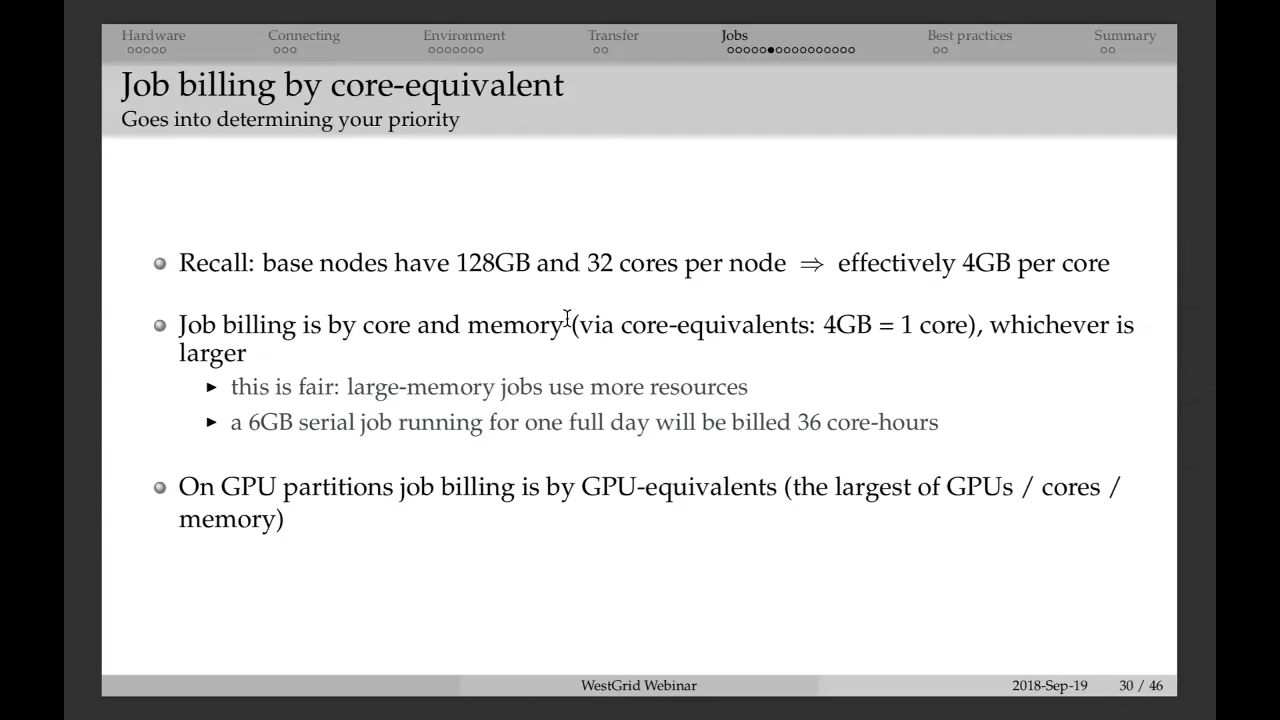 Hardware Connecting Environment Transfer Jobs Best practices Summary
Job billing by core-equivalent
Goes into determining your priority
Recall: base nodes have 128GB and 32 cores per node ⇒ effectively 4GB per core
Job billing is by core and memory (via core-equivalents: 4GB = 1 core), whichever is
larger
this is fair: large-memory jobs use more resources
a 6GB serial job running for one full day will be billed 36 core-hours
On GPU partitions job billing is by GPU-equivalents (the largest of GPUs / cores /
memory)
WestGrid Webinar 2018-Sep-19 30 / 46